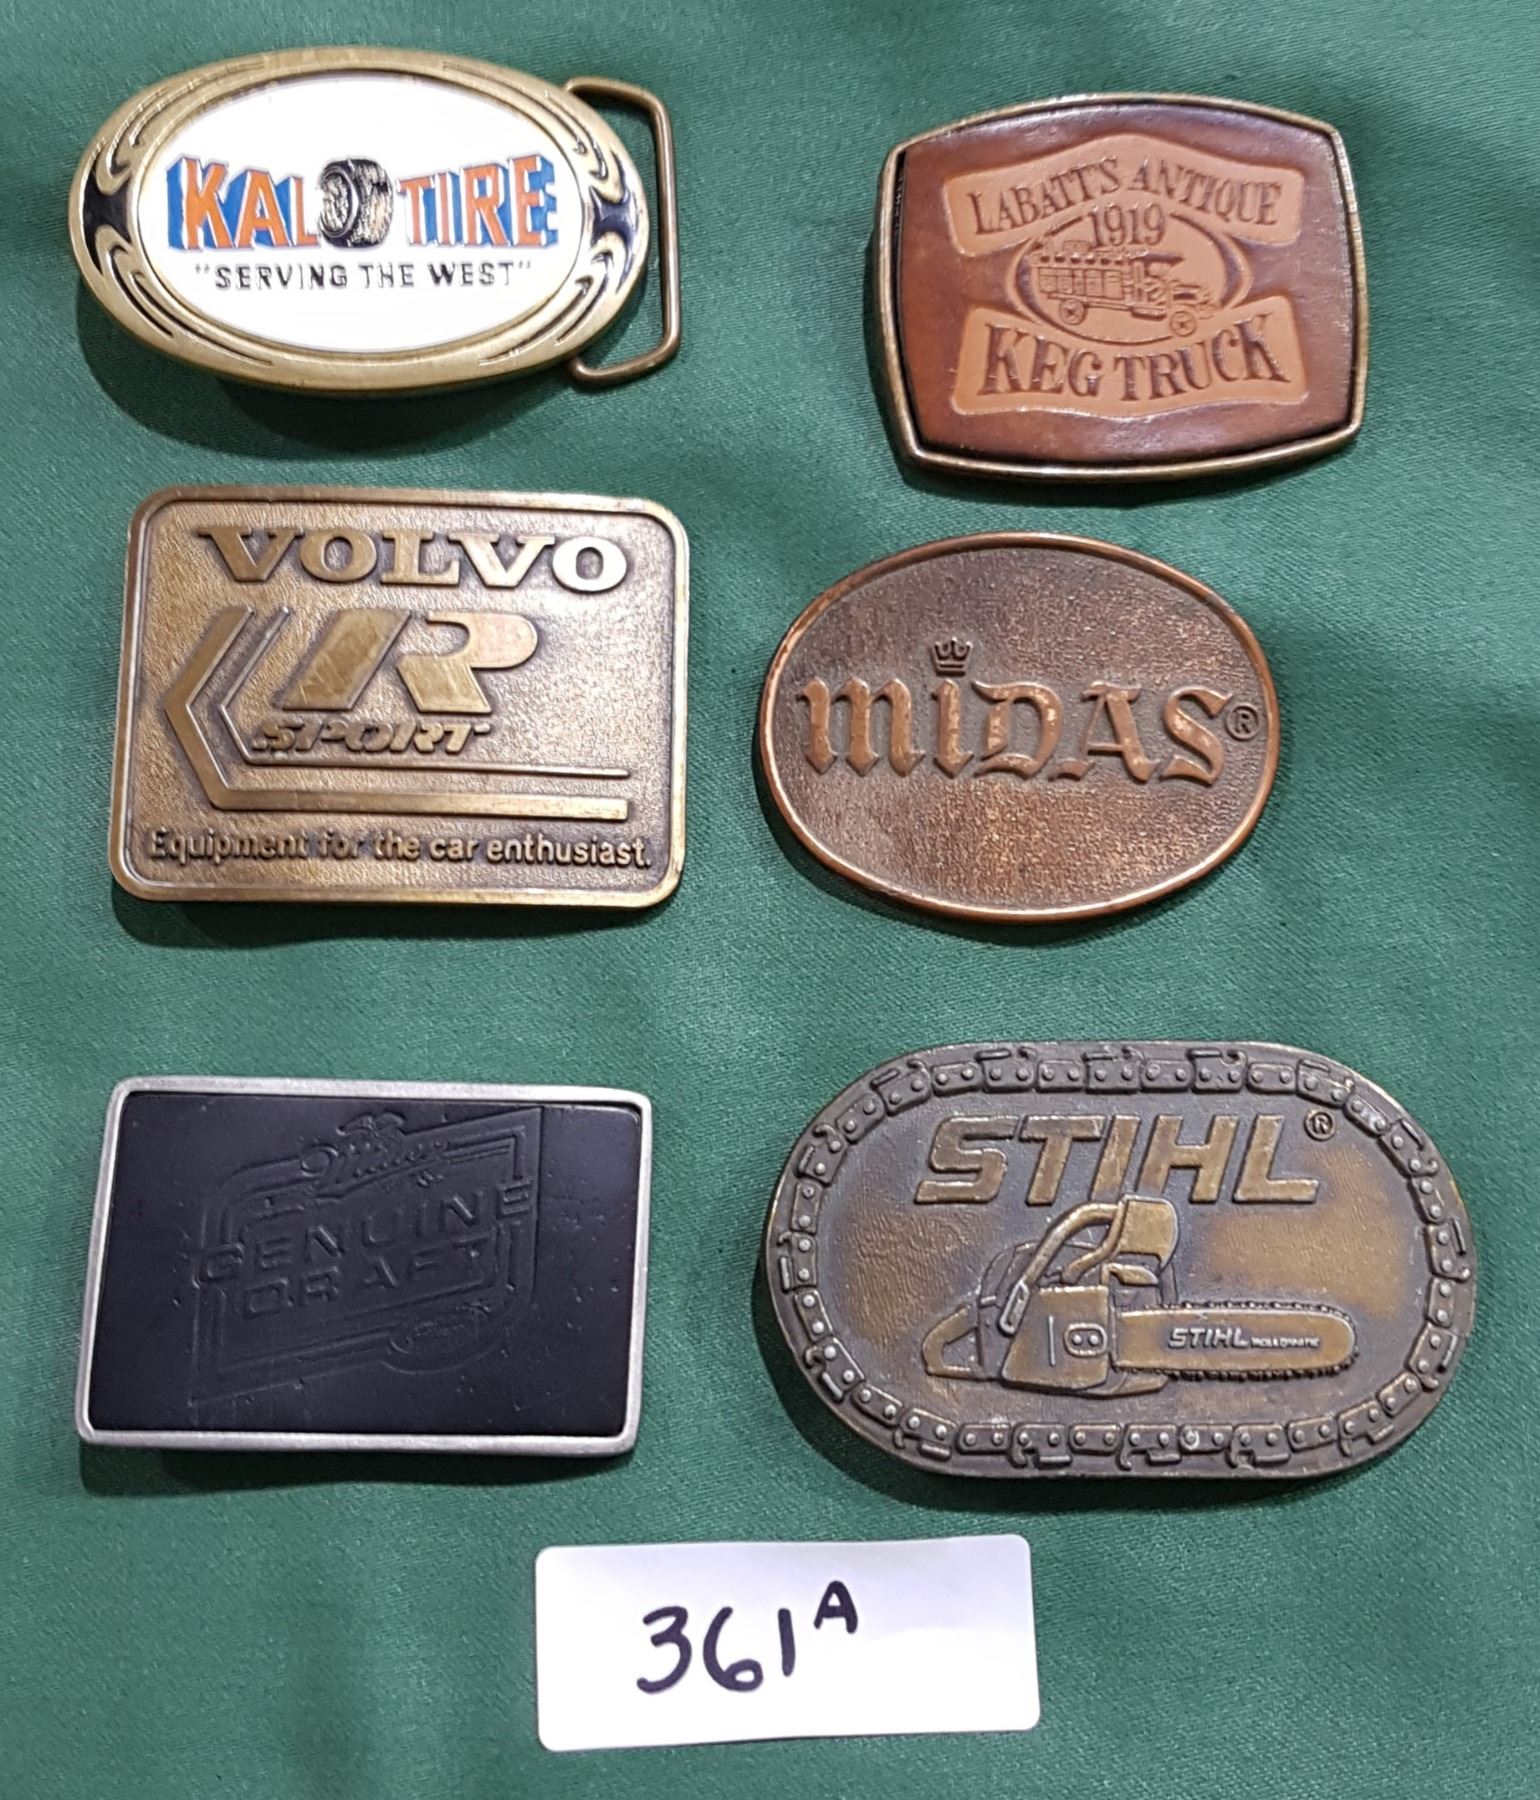 KAL TIRE
"SERVING THE WEST"
LABATT'S ANTIQUE
1919
KEG TRUCK
VOLVO
R
SPORT
Equipment for the car enthusiast.
MiDAS®
Miller
GENUINE
DRAFT
STIHL®
STIHL
361A